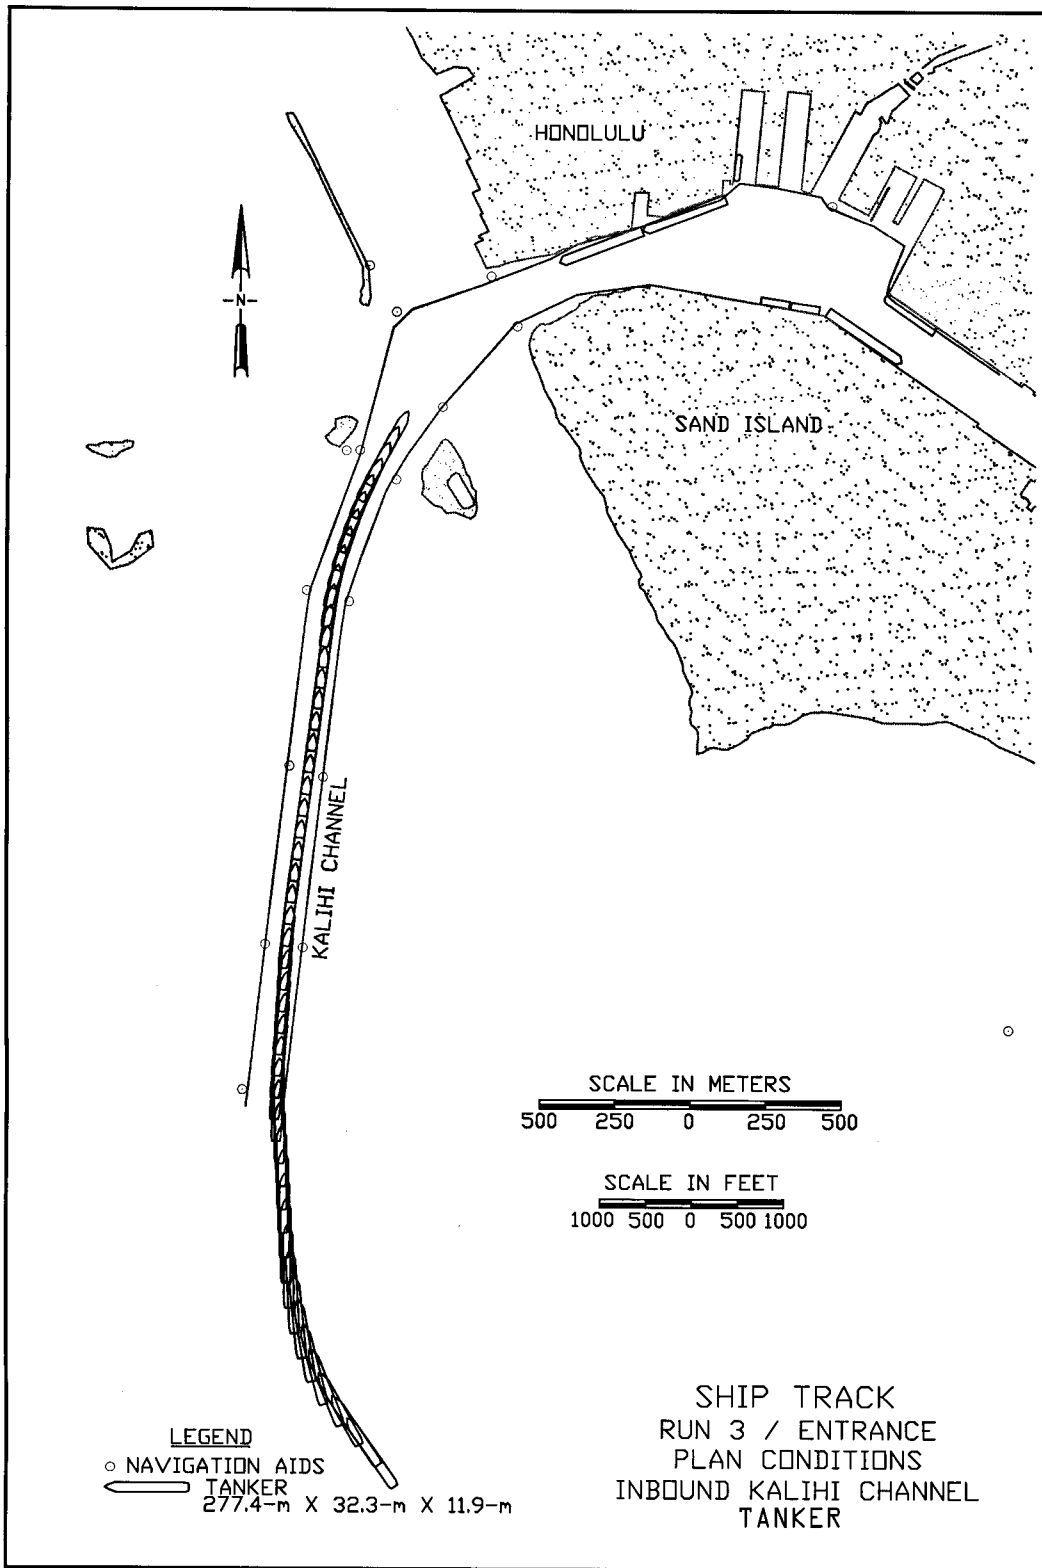 HONOLULU
-N-
SAND ISLAND
KALIHI CHANNEL
SCALE IN METERS
500 250 0 250 500
SCALE IN FEET
1000 500 0 500 1000
SHIP TRACK
RUN 3 / ENTRANCE
PLAN CONDITIONS
INBOUND KALIHI CHANNEL
TANKER
LEGEND
NAVIGATION AIDS
TANKER
277.4-m X 32.3-m X 11.9-m